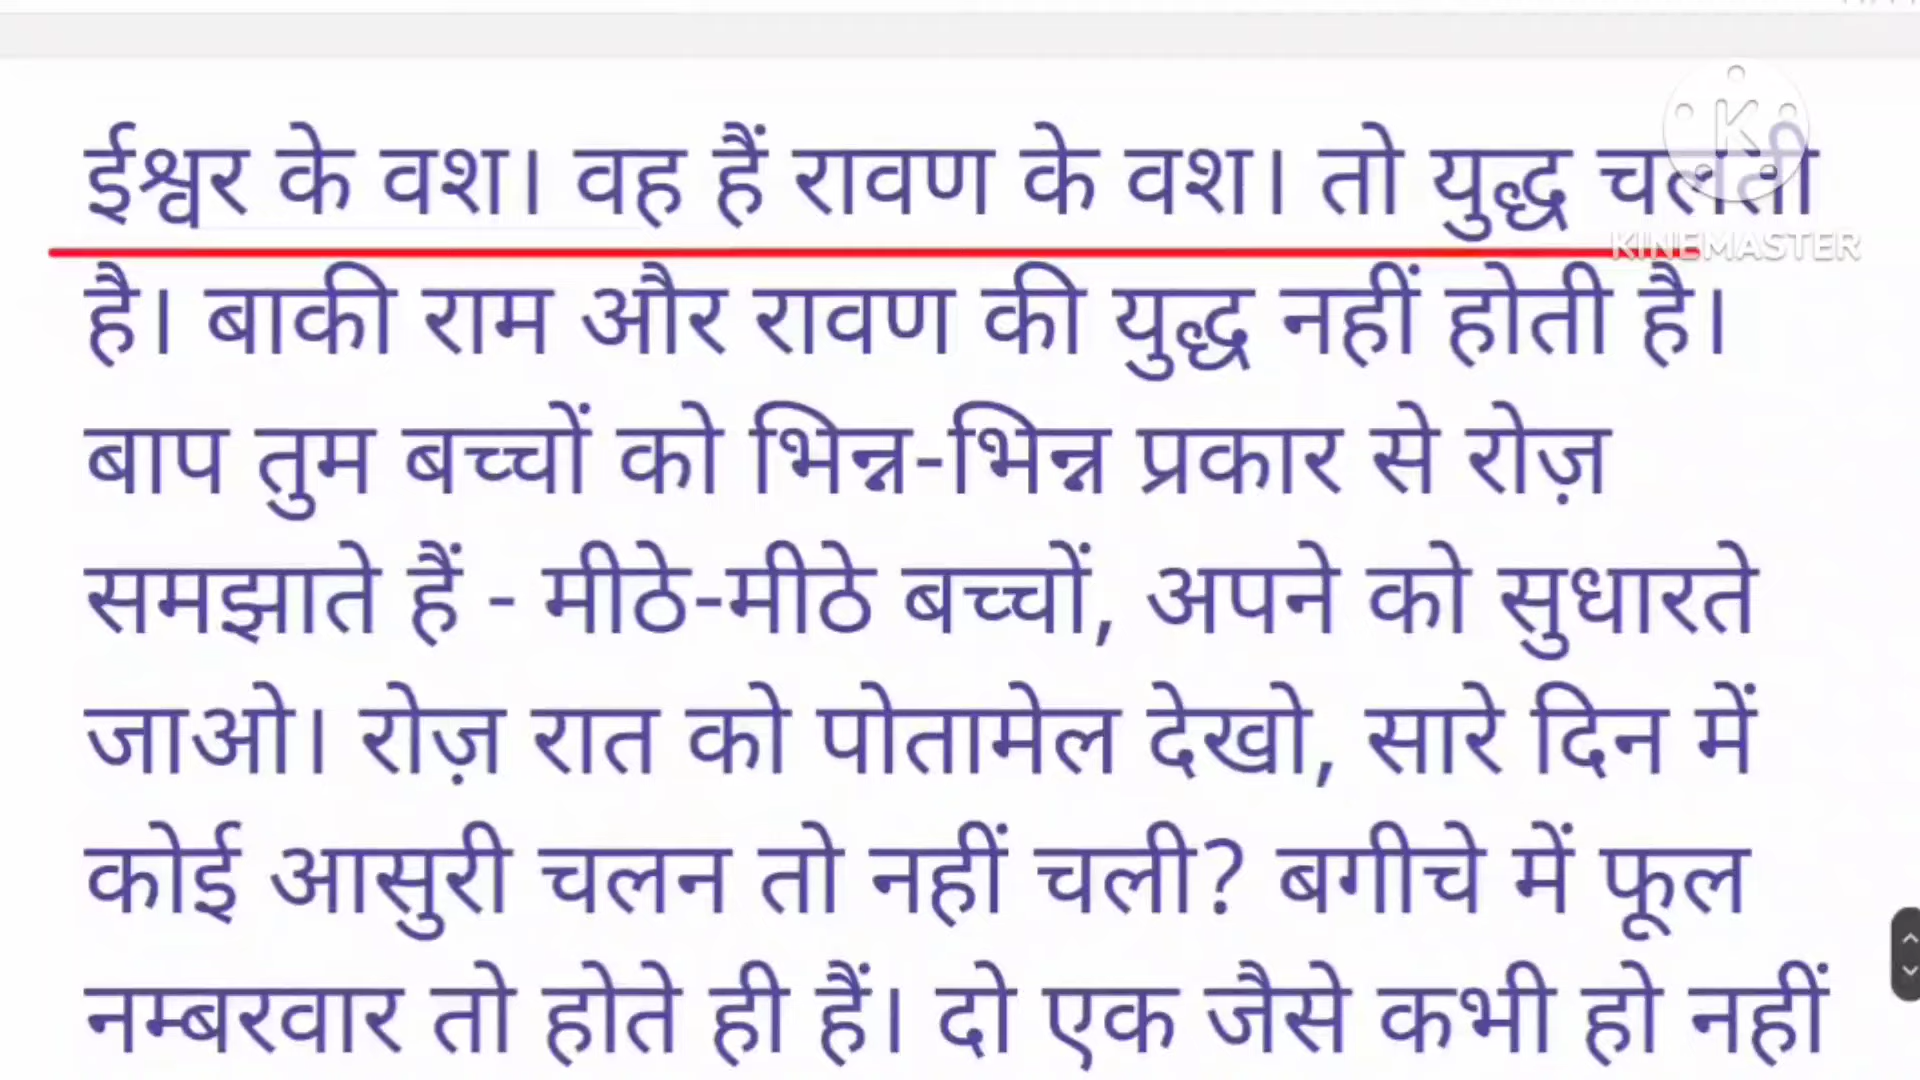 ईश्वर के वश। वह हैं रावण के वश। तो युद्ध चलती
KINEMASTER
है। बाकी राम और रावण की युद्ध नहीं होती है।
बाप तुम बच्चों को भिन्न-भिन्न प्रकार से रोज़
समझाते हैं - मीठे-मीठे बच्चों, अपने को सुधारते
जाओ। रोज़ रात को पोतामेल देखो, सारे दिन में
कोई आसुरी चलन तो नहीं चली? बगीचे में फूल
नम्बरवार तो होते ही हैं। दो एक जैसे कभी हो नहीं